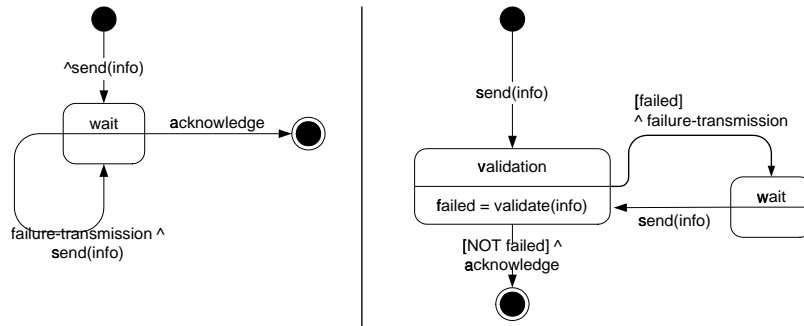 ^send(info)
wait
acknowledge
failure-transmission ^
send(info)
send(info)
[failed]
^ failure-transmission
validation
failed = validate(info)
wait
send(info)
[NOT failed] ^
acknowledge